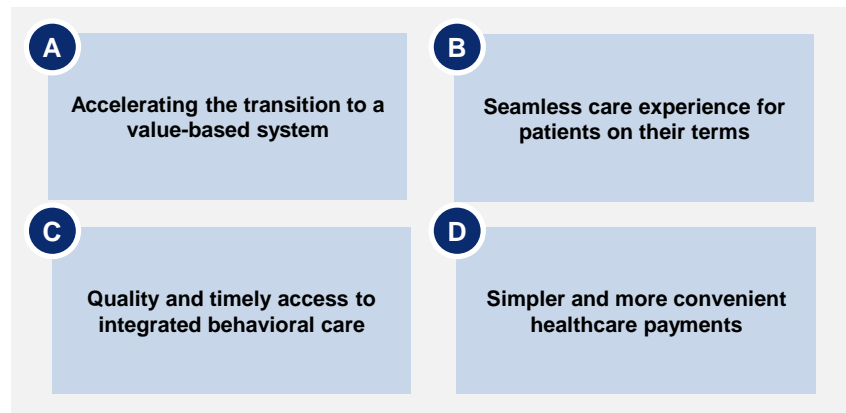 A
Accelerating the transition to a
value-based system
B
Seamless care experience for
patients on their terms
C
Quality and timely access to
integrated behavioral care
D
Simpler and more convenient
healthcare payments